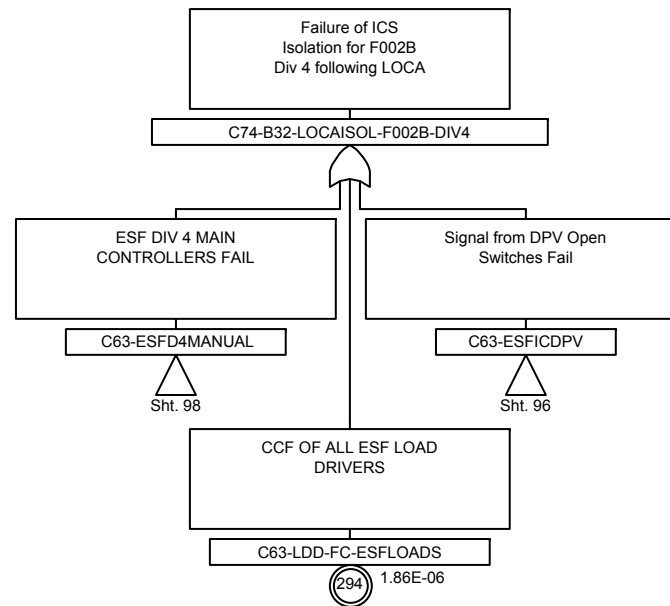 Failure of ICS
Isolation for F002B
Div 4 following LOCA
C74-B32-LOCAISOL-F002B-DIV4
ESF DIV 4 MAIN
CONTROLLERS FAIL
C63-ESFD4MANUAL
Sht. 98
Signal from DPV Open
Switches Fail
C63-ESFICDPV
Sht. 96
CCF OF ALL ESF LOAD
DRIVERS
C63-LDD-FC-ESFLOADS
294
1.86E-06